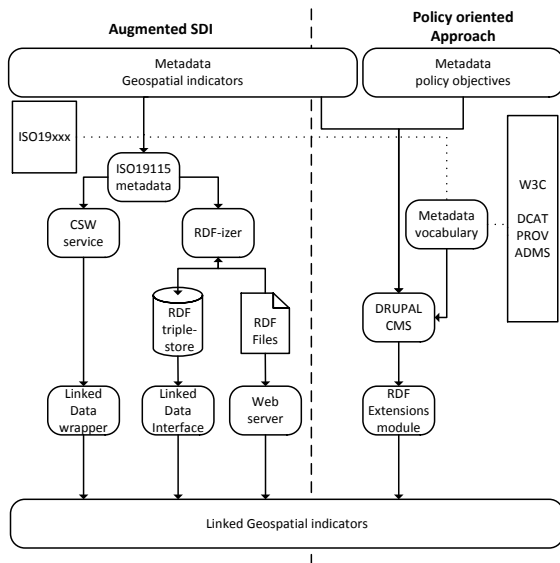 Augmented SDI
Policy oriented
Approach
Metadata
Geospatial indicators
Metadata
policy objectives
ISO19xxx
ISO19115
metadata
W3C
DCAT
PROV
ADMS
CSW
service
RDF-izer
Metadata
vocabulary
RDF
triple-
store
RDF
Files
DRUPAL
CMS
Linked
Data
wrapper
Linked
Data
Interface
Web
server
RDF
Extensions
module
Linked Geospatial indicators